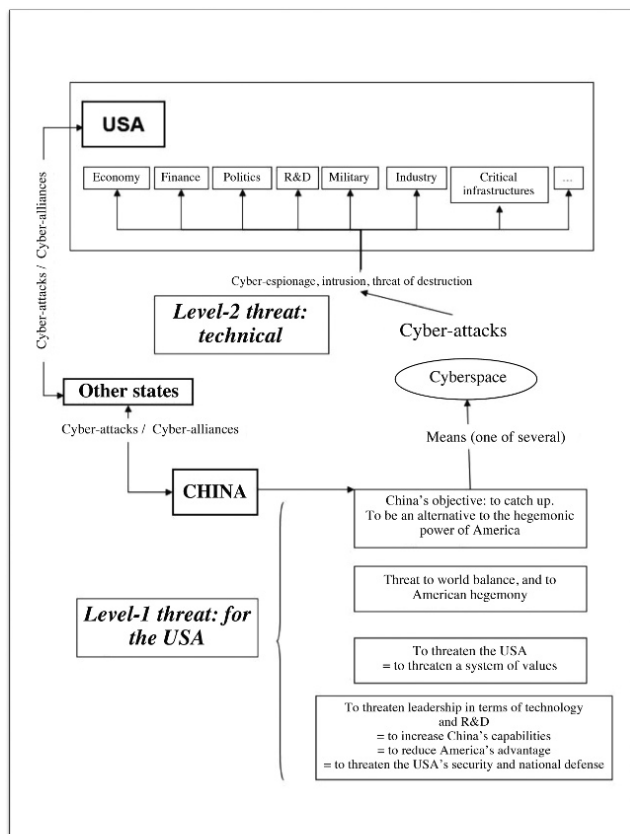 USA
Economy
Finance
Politics
R&D
Military
Industry
Critical
infrastructures
...
Cyber-attacks / Cyber-alliances
Cyber-espionage, intrusion, threat of destruction
Level-2 threat:
technical
Cyber-attacks
Cyberspace
Other states
Cyber-attacks / Cyber-alliances
Means (one of several)
CHINA
China's objective: to catch up.
To be an alternative to the hegemonic
power of America
Threat to world balance, and to
American hegemony
Level-1 threat: for
the USA
To threaten the USA
= to threaten a system of values
To threaten leadership in terms of technology
and R&D
= to increase China's capabilities
= to reduce America's advantage
= to threaten the USA's security and national defense